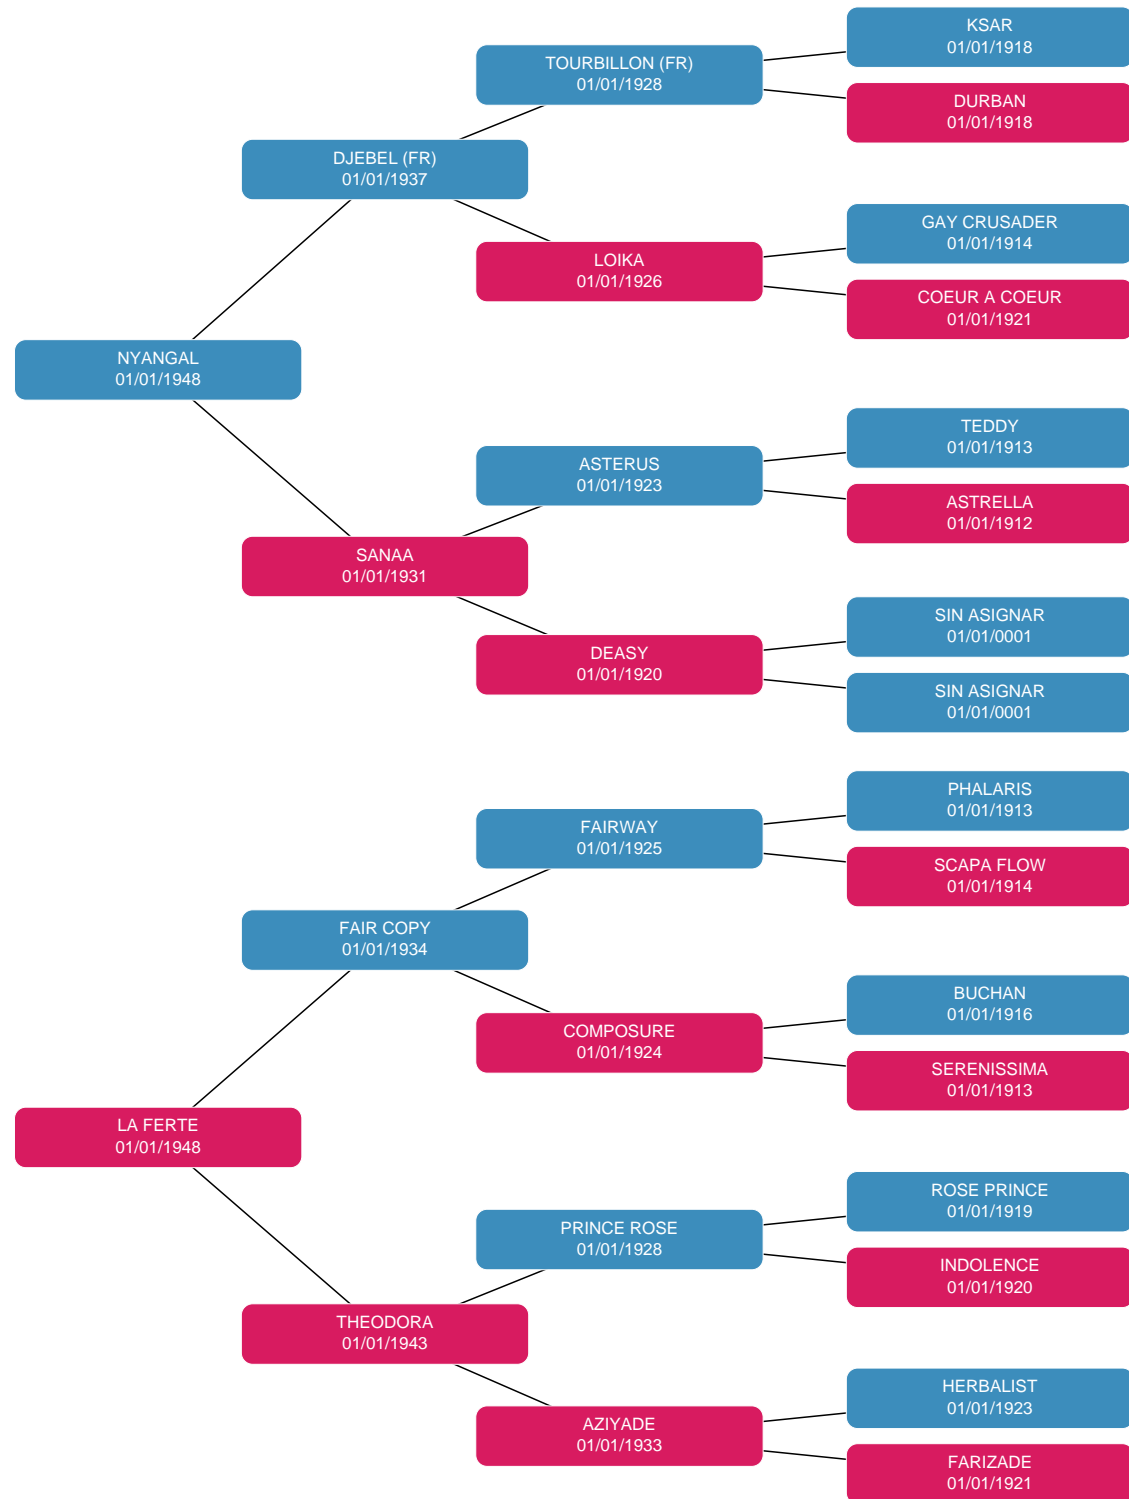 KSAR
01/01/1918
TOURBILLON (FR)
01/01/1928
DURBAN
01/01/1918
DJEBEL (FR)
01/01/1937
GAY CRUSADER
01/01/1914
LOIKA
01/01/1926
COEUR A COEUR
01/01/1921
NYANGAL
01/01/1948
TEDDY
01/01/1913
ASTERUS
01/01/1923
ASTRELLA
01/01/1912
SANAA
01/01/1931
SIN ASIGNAR
01/01/0001
DEASY
01/01/1920
SIN ASIGNAR
01/01/0001
PHALARIS
01/01/1913
FAIRWAY
01/01/1925
SCAPA FLOW
01/01/1914
FAIR COPY
01/01/1934
BUCHAN
01/01/1916
COMPOSURE
01/01/1924
SERENISSIMA
01/01/1913
LA FERTE
01/01/1948
ROSE PRINCE
01/01/1919
PRINCE ROSE
01/01/1928
INDOLENCE
01/01/1920
THEODORA
01/01/1943
HERBALIST
01/01/1923
AZIYADE
01/01/1933
FARIZADE
01/01/1921